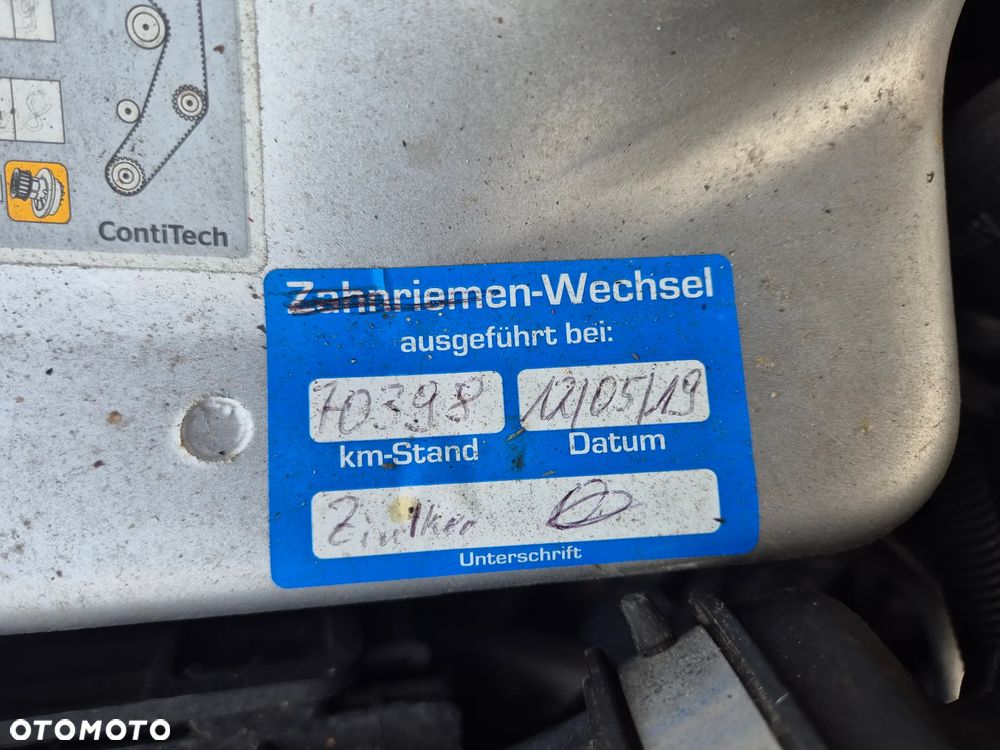 ContiTech
Zahnriemen-Wechsel
ausgeführt bei:
70398 12/05/19
km-Stand Datum
Unterschrift
OTOMOTO